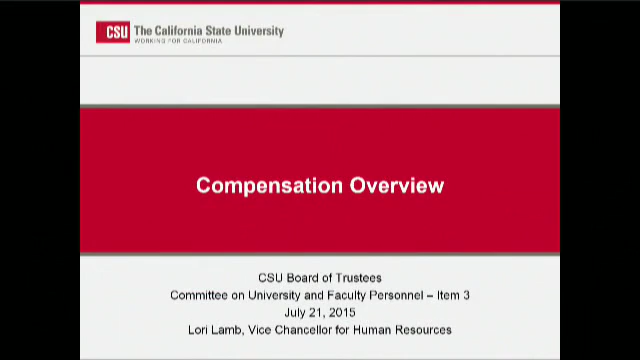 CSU The California State University
WORKING FOR CALIFORNIA
Compensation Overview
CSU Board of Trustees
Committee on University and Faculty Personnel – Item 3
July 21, 2015
Lori Lamb, Vice Chancellor for Human Resources